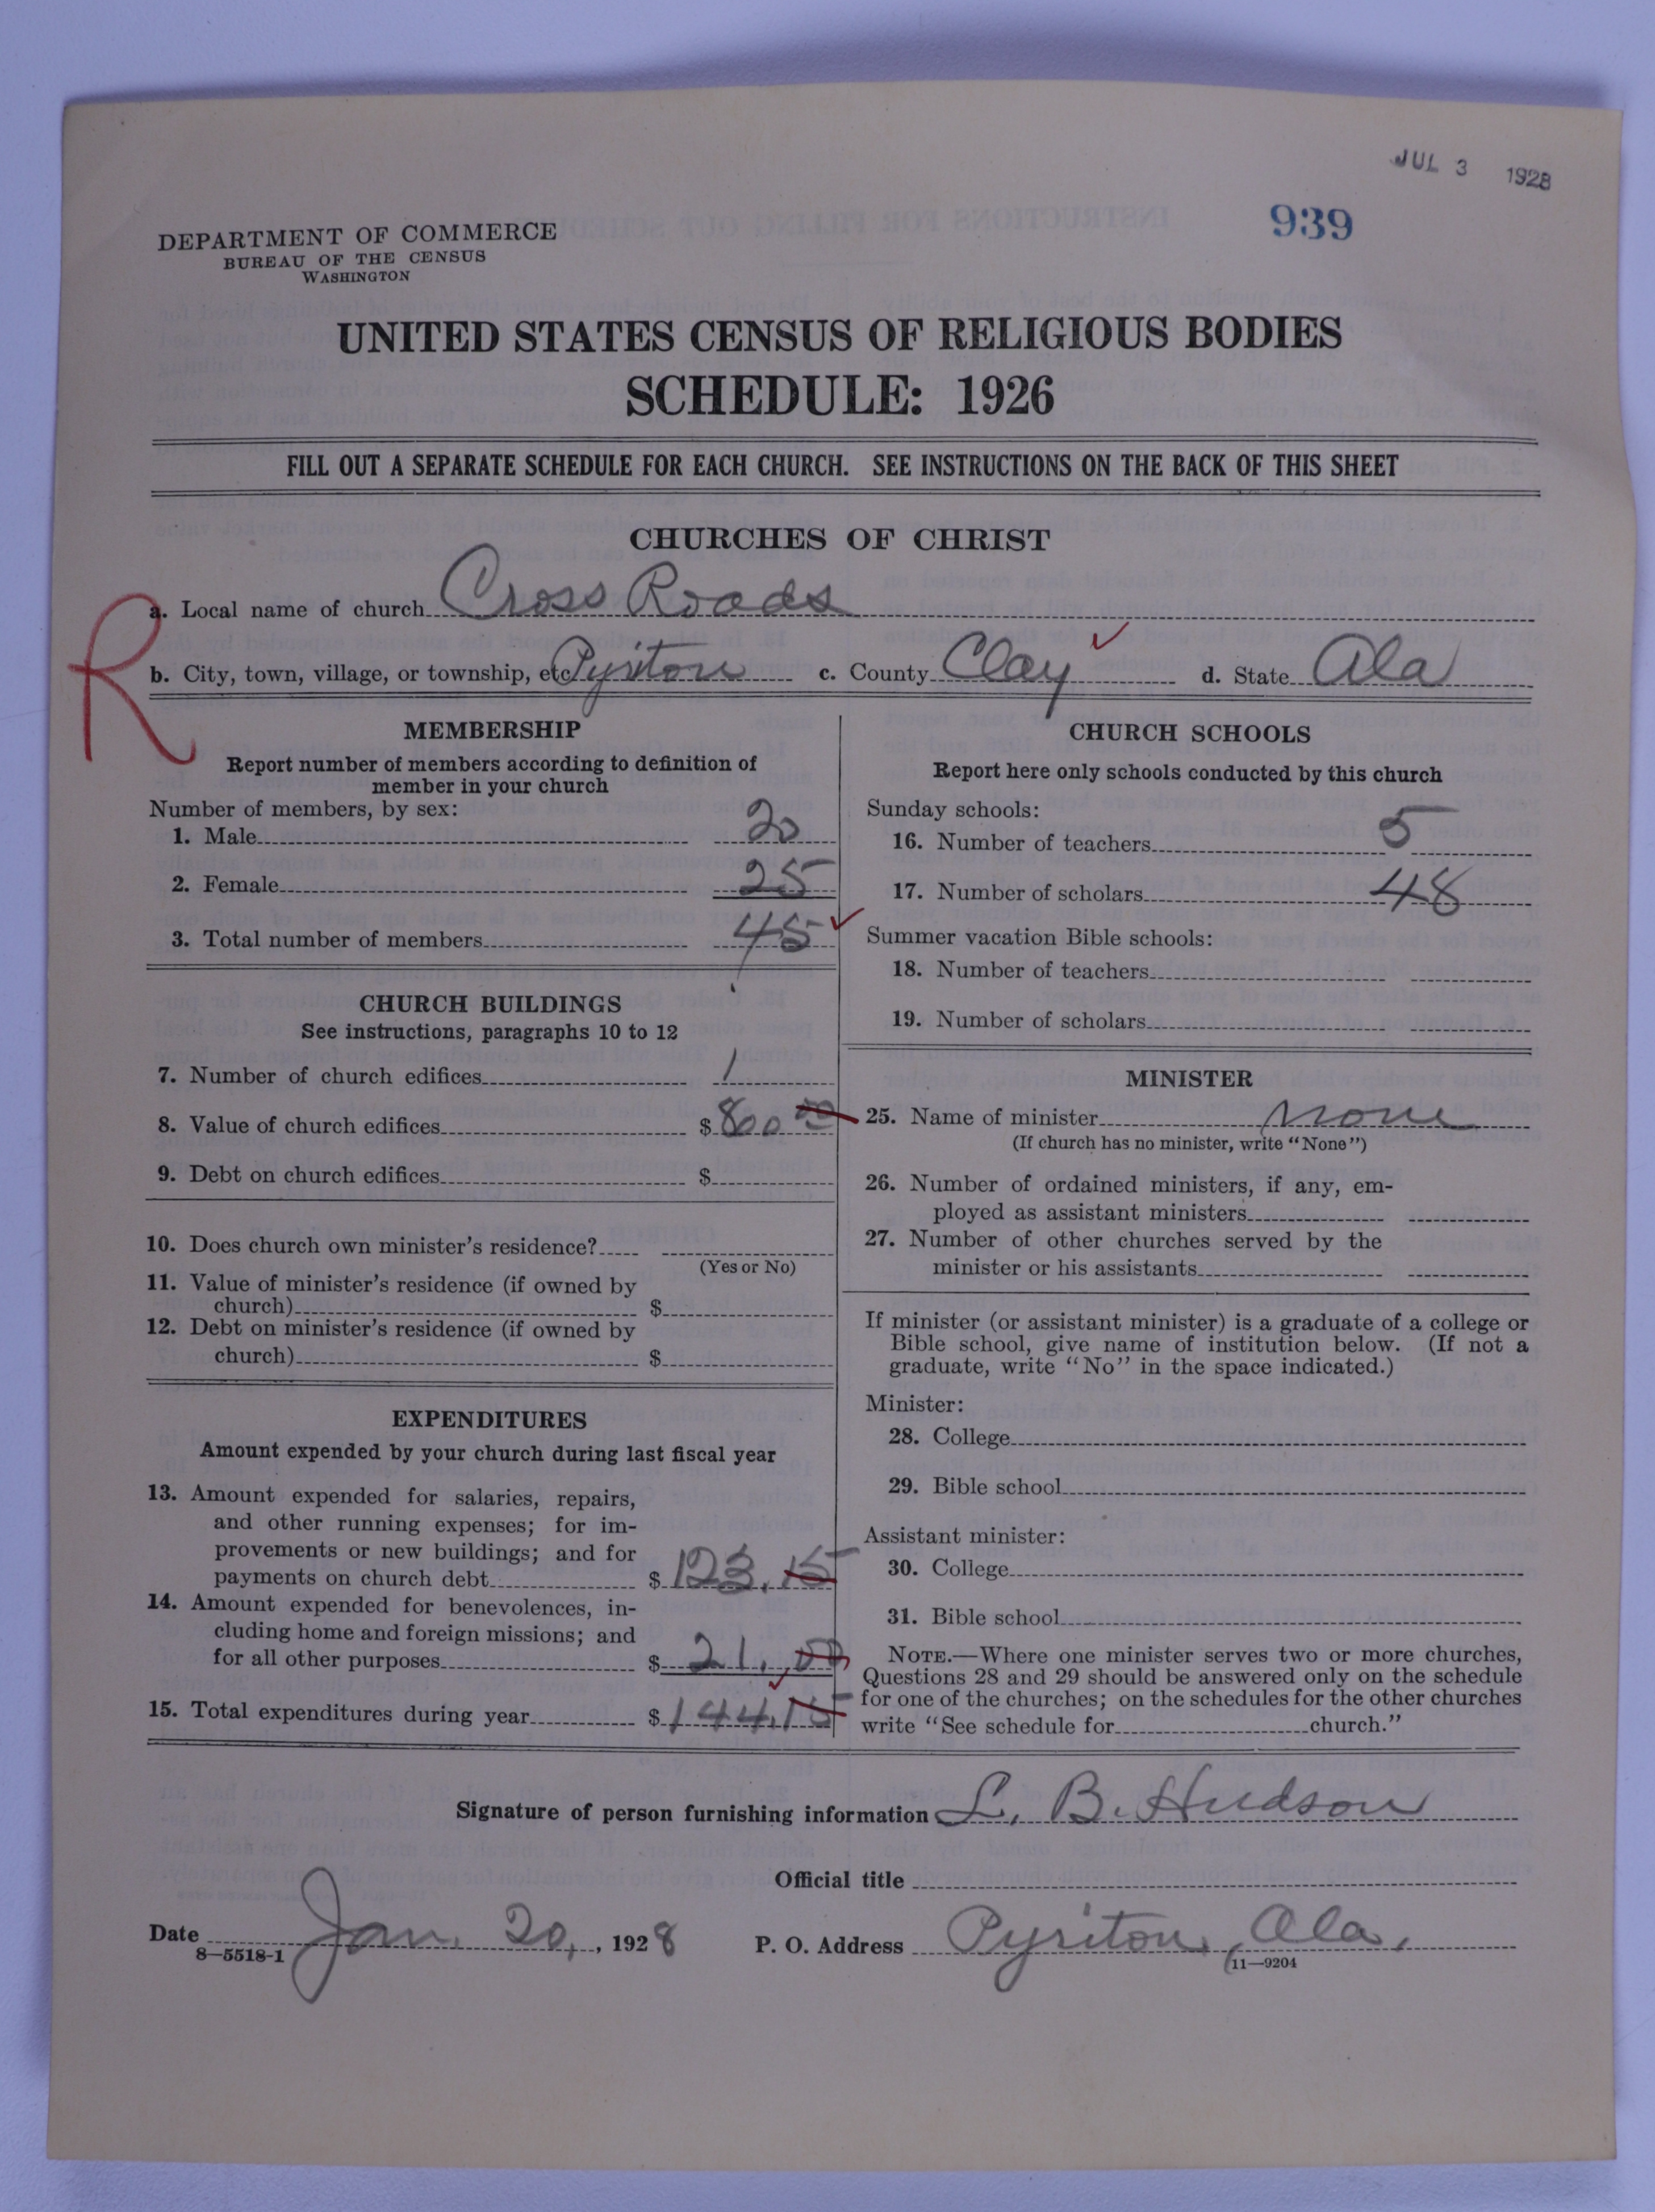 JUL 3 1928
939
DEPARTMENT OF COMMERCE
BUREAU OF THE CENSUS
WASHINGTON
UNITED STATES CENSUS OF RELIGIOUS BODIES
SCHEDULE: 1926
FILL OUT A SEPARATE SCHEDULE FOR EACH CHURCH. SEE INSTRUCTIONS ON THE BACK OF THIS SHEET
CHURCHES OF CHRIST
R
a. Local name of church Cross Roads
b. City, town, village, or township, etc. Pyriton c. County Clay d. State Ala
MEMBERSHIP
Report number of members according to definition of
member in your church
Number of members, by sex:
1. Male 20
2. Female 25
3. Total number of members 45
CHURCH BUILDINGS
See instructions, paragraphs 10 to 12
7. Number of church edifices 1
8. Value of church edifices $800 00
9. Debt on church edifices $
10. Does church own minister's residence?
(Yes or No)
11. Value of minister's residence (if owned by
church) $
12. Debt on minister's residence (if owned by
church) $
EXPENDITURES
Amount expended by your church during last fiscal year
13. Amount expended for salaries, repairs,
and other running expenses; for im-
provements or new buildings; and for
payments on church debt $123.15
14. Amount expended for benevolences, in-
cluding home and foreign missions; and
for all other purposes $21.00
15. Total expenditures during year $144.15
CHURCH SCHOOLS
Report here only schools conducted by this church
Sunday schools:
16. Number of teachers 5
17. Number of scholars 48
Summer vacation Bible schools:
18. Number of teachers
19. Number of scholars
MINISTER
25. Name of minister none
(If church has no minister, write "None")
26. Number of ordained ministers, if any, em-
ployed as assistant ministers
27. Number of other churches served by the
minister or his assistants
If minister (or assistant minister) is a graduate of a college or
Bible school, give name of institution below. (If not a
graduate, write "No" in the space indicated.)
Minister:
28. College
29. Bible school
Assistant minister:
30. College
31. Bible school
NOTE.—Where one minister serves two or more churches,
Questions 28 and 29 should be answered only on the schedule
for one of the churches; on the schedules for the other churches
write "See schedule for church."
Signature of person furnishing information L. B. Hudson
Official title
Date Jan. 20, , 1928 P. O. Address Pyriton, Ala.
8—5518-1 11—9204